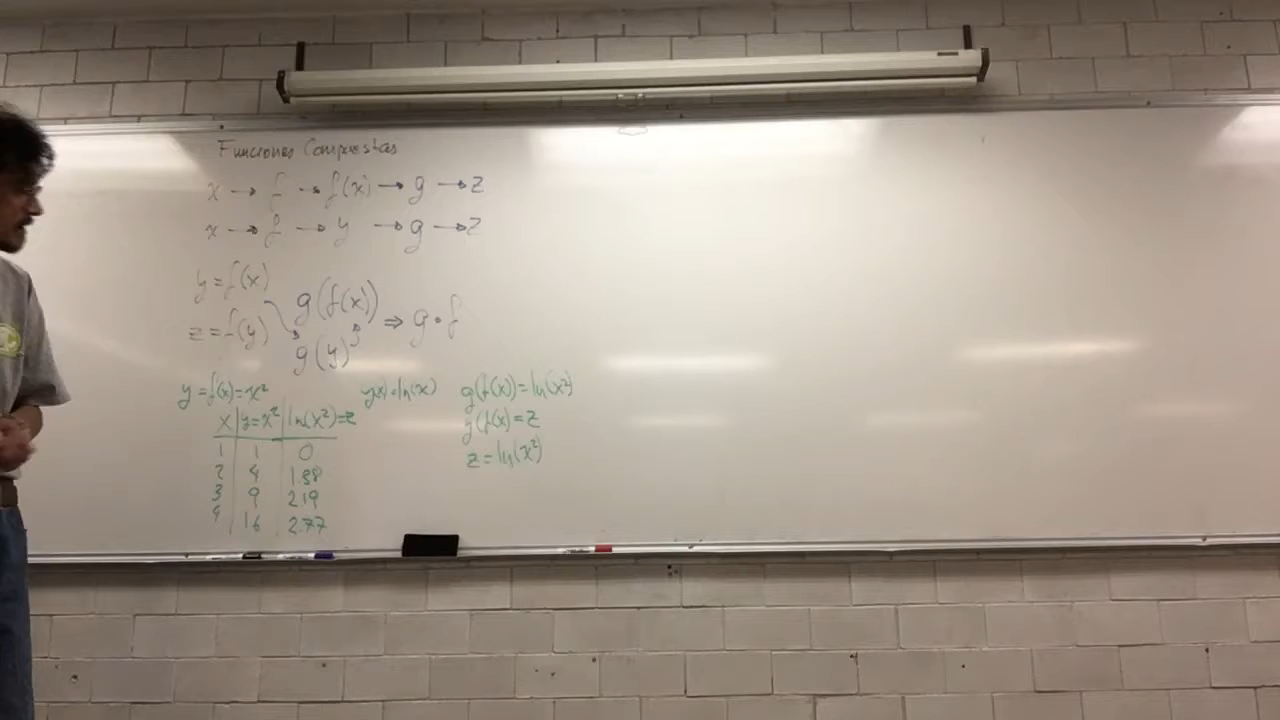 Funciones Compuestas
x → f → f(x) → g → z
x → f → y → g → z
y = f(x)
z = f(y)
g(f(x))
g(y)
⇒ g∘f
y = f(x) = x²
g(x) = ln(x)
g(f(x)) = ln(x²)
g(f(x) = z
z = ln(x²)
x | y=x² | ln(x²)=z
1 | 1 | 0
2 | 4 | 1.38
3 | 9 | 2.19
4 | 16 | 2.77